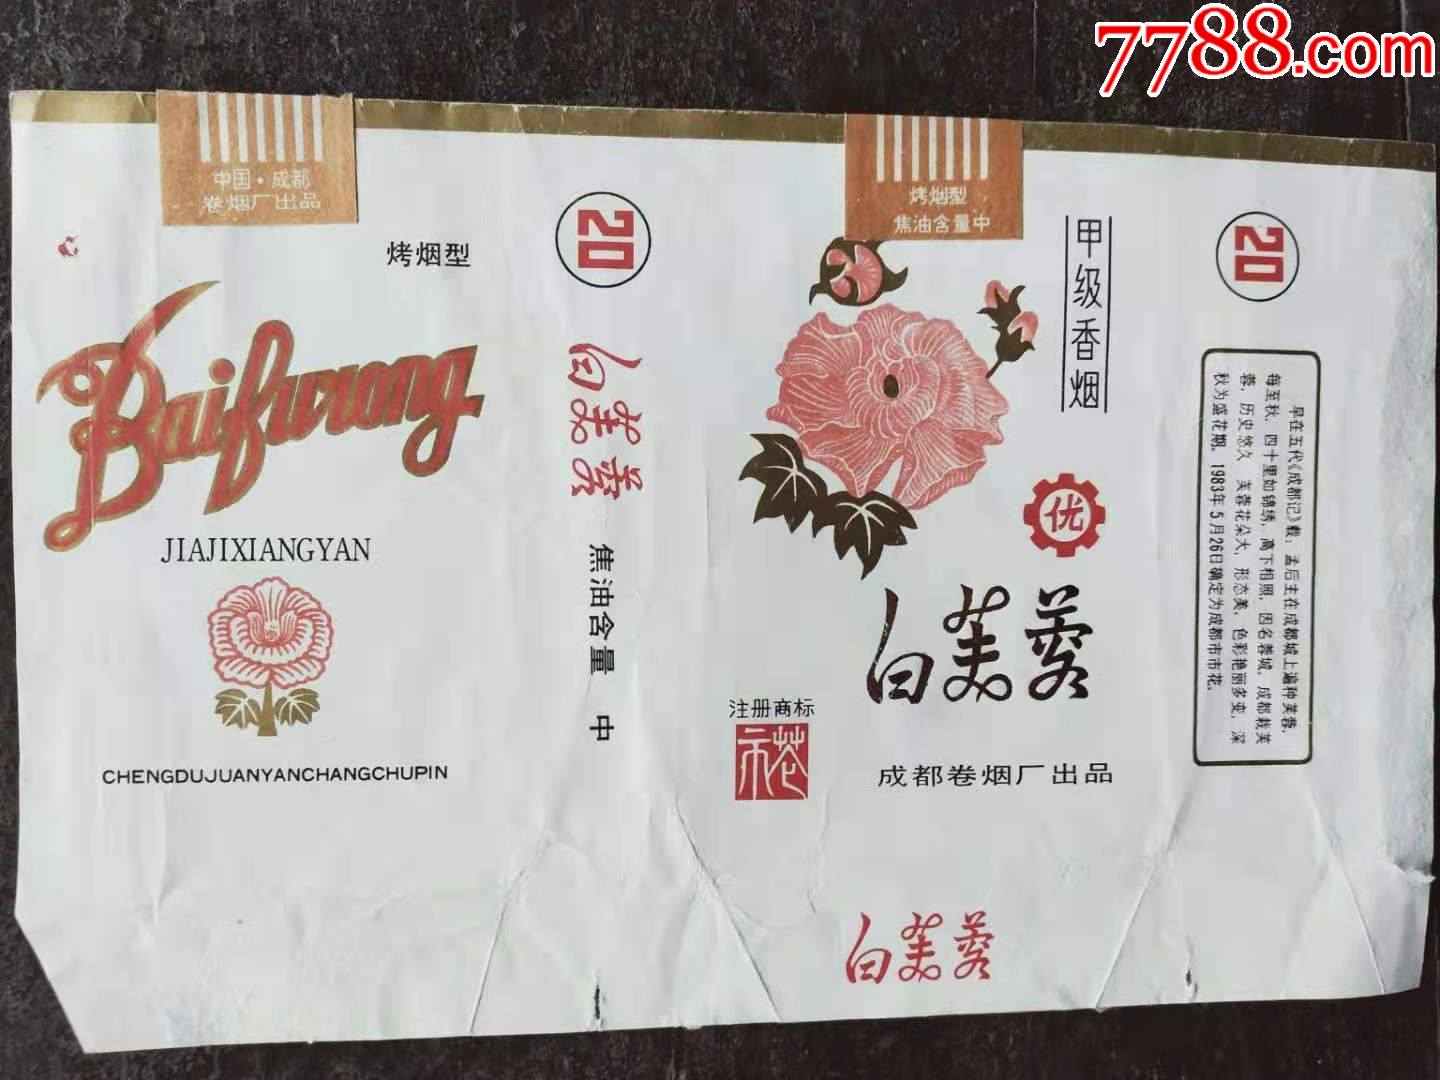 7788.com
中国·成都
卷烟厂出品
烤烟型
Baifurong
JIAJIXIANGYAN
CHENGDUJUANYANCHANGCHUPIN
20
白芙蓉
焦油含量 中
烤烟型
焦油含量中
甲级香烟
优
白芙蓉
注册商标
市花
成都卷烟厂出品
白芙蓉
20
早在五代《成都记》载：孟后主在成都城上遍种芙蓉，
每至秋，四十里如锦绣，高下相照，因名蓉城，成都栽芙
蓉，历史悠久 芙蓉花朵大，形态美，色彩艳丽多变，深
秋为盛花期。1983年5月26日确定为成都市市花。